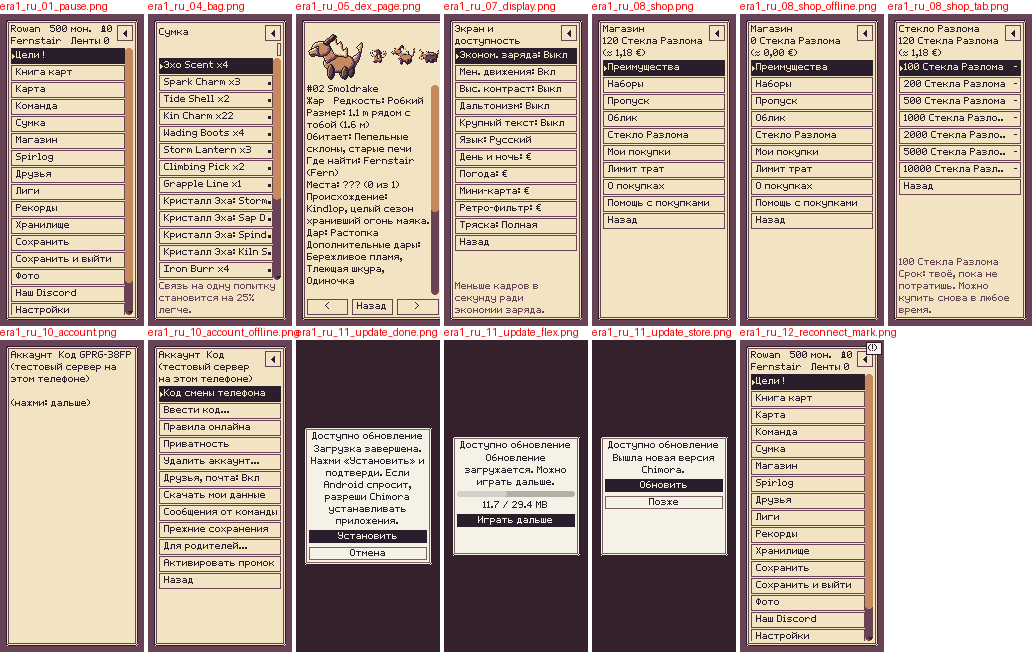 era1_ru_01_pause.png
Rowan 500 мон. 0
Fernstair Ленты 0
Цели!
Книга карт
Карта
Команда
Сумка
Магазин
Spirlog
Друзья
Лиги
Рекорды
Хранилище
Сохранить
Сохранить и выйти
Фото
Наш Discord
Настройки
era1_ru_04_bag.png
Сумка
Эхо Scent x4
Spark Charm x3
Tide Shell x2
Kin Charm x22
Wading Boots x4
Storm Lantern x3
Climbing Pick x2
Grapple Line x1
Кристалл Эха: Storm
Кристалл Эха: Sap D
Кристалл Эха: Spind
Кристалл Эха: Kiln S
Iron Burr x4
Связь на одну попытку
становится на 25%
легче.
era1_ru_05_dex_page.png
#02 Smoldrake
Жар Редкость: Робкий
Размер: 1.1 m рядом с
тобой (1.6 м)
Обитает: Пепельные
склоны, старые печи
Где найти: Fernstair
(Fern)
Места: ??? (0 из 1)
Происхождение:
Kindlop, целый сезон
хранивший огонь маяка.
Дар: Растопка
Дополнительные дары:
Бережливое пламя,
Тлеющая шкура,
Одиночка
< Назад >
era1_ru_07_display.png
Экран и
доступность
Эконом. заряда: Выкл
Мен. движения: Вкл
Выс. контраст: Выкл
Дальтонизм: Выкл
Крупный текст: Выкл
Язык: Русский
День и ночь: €
Погода: €
Мини-карта: €
Ретро-фильтр: €
Тряска: Полная
Назад
Меньше кадров в
секунду ради
экономии заряда.
era1_ru_08_shop.png
Магазин
120 Стекла Разлома
(≈ 1,18 €)
Преимущества
Наборы
Пропуск
Облик
Стекло Разлома
Мои покупки
Лимит трат
О покупках
Помощь с покупками
Назад
era1_ru_08_shop_offline.png
Магазин
0 Стекла Разлома
(≈ 0,00 €)
Преимущества
Наборы
Пропуск
Облик
Стекло Разлома
Мои покупки
Лимит трат
О покупках
Помощь с покупками
Назад
era1_ru_08_shop_tab.png
Стекло Разлома
120 Стекла Разлома
(≈ 1,18 €)
100 Стекла Разлома -
200 Стекла Разлома -
500 Стекла Разлома -
1000 Стекла Разло.. -
2000 Стекла Разло.. -
5000 Стекла Разло.. -
10000 Стекла Разл.. -
Назад
100 Стекла Разлома
Срок: твоё, пока не
потратишь. Можно
купить снова в любое
время.
era1_ru_10_account.png
Аккаунт Код GPRG-38FP
(тестовый сервер на
этом телефоне)
(нажми: дальше)
era1_ru_10_account_offline.png
Аккаунт Код
(тестовый сервер
на этом телефоне)
Код смены телефона
Ввести код...
Правила онлайна
Приватность
Удалить аккаунт...
Друзья, почта: Вкл
Скачать мои данные
Сообщения от команды
Прежние сохранения
Для родителей...
Активировать промок
Назад
era1_ru_11_update_done.png
Доступно обновление
Загрузка завершена.
Нажми «Установить» и
подтверди. Если
Android спросит,
разреши Chimora
устанавливать
приложения.
Установить
Отмена
era1_ru_11_update_flex.png
Доступно обновление
Обновление
загружается. Можно
играть дальше.
11.7 / 29.4 MB
Играть дальше
era1_ru_11_update_store.png
Доступно обновление
Вышла новая версия
Chimora.
Обновить
Позже
era1_ru_12_reconnect_mark.png
Rowan 500 мон. 0
Fernstair Ленты 0
Цели!
Книга карт
Карта
Команда
Сумка
Магазин
Spirlog
Друзья
Лиги
Рекорды
Хранилище
Сохранить
Сохранить и выйти
Фото
Наш Discord
Настройки